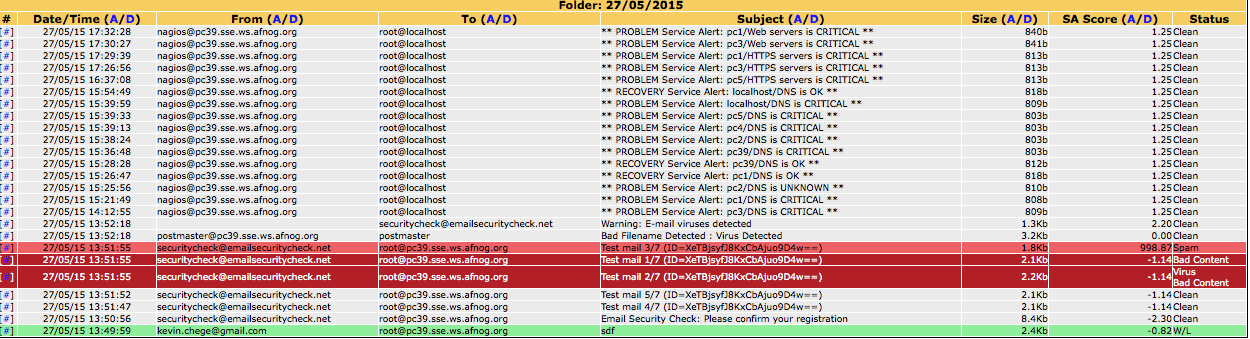 Folder: 27/05/2015
# Date/Time (A/D) From (A/D) To (A/D) Subject (A/D) Size (A/D) SA Score (A/D) Status
[#] 27/05/15 17:32:28 nagios@pc39.sse.ws.afnog.org root@localhost ** PROBLEM Service Alert: pc1/Web servers is CRITICAL ** 840b 1.25 Clean
[#] 27/05/15 17:30:27 nagios@pc39.sse.ws.afnog.org root@localhost ** PROBLEM Service Alert: pc3/Web servers is CRITICAL ** 841b 1.25 Clean
[#] 27/05/15 17:29:39 nagios@pc39.sse.ws.afnog.org root@localhost ** PROBLEM Service Alert: pc1/HTTPS servers is CRITICAL ** 813b 1.25 Clean
[#] 27/05/15 17:26:56 nagios@pc39.sse.ws.afnog.org root@localhost ** PROBLEM Service Alert: pc3/HTTPS servers is CRITICAL ** 813b 1.25 Clean
[#] 27/05/15 16:37:08 nagios@pc39.sse.ws.afnog.org root@localhost ** PROBLEM Service Alert: pc5/HTTPS servers is CRITICAL ** 813b 1.25 Clean
[#] 27/05/15 15:54:49 nagios@pc39.sse.ws.afnog.org root@localhost ** RECOVERY Service Alert: localhost/DNS is OK ** 818b 1.25 Clean
[#] 27/05/15 15:39:59 nagios@pc39.sse.ws.afnog.org root@localhost ** PROBLEM Service Alert: localhost/DNS is CRITICAL ** 809b 1.25 Clean
[#] 27/05/15 15:39:33 nagios@pc39.sse.ws.afnog.org root@localhost ** PROBLEM Service Alert: pc5/DNS is CRITICAL ** 803b 1.25 Clean
[#] 27/05/15 15:39:13 nagios@pc39.sse.ws.afnog.org root@localhost ** PROBLEM Service Alert: pc4/DNS is CRITICAL ** 803b 1.25 Clean
[#] 27/05/15 15:38:24 nagios@pc39.sse.ws.afnog.org root@localhost ** PROBLEM Service Alert: pc2/DNS is CRITICAL ** 803b 1.25 Clean
[#] 27/05/15 15:36:48 nagios@pc39.sse.ws.afnog.org root@localhost ** PROBLEM Service Alert: pc39/DNS is CRITICAL ** 803b 1.25 Clean
[#] 27/05/15 15:28:28 nagios@pc39.sse.ws.afnog.org root@localhost ** RECOVERY Service Alert: pc39/DNS is OK ** 812b 1.25 Clean
[#] 27/05/15 15:26:47 nagios@pc39.sse.ws.afnog.org root@localhost ** RECOVERY Service Alert: pc1/DNS is OK ** 818b 1.25 Clean
[#] 27/05/15 15:25:56 nagios@pc39.sse.ws.afnog.org root@localhost ** PROBLEM Service Alert: pc2/DNS is UNKNOWN ** 810b 1.25 Clean
[#] 27/05/15 15:21:49 nagios@pc39.sse.ws.afnog.org root@localhost ** PROBLEM Service Alert: pc1/DNS is CRITICAL ** 808b 1.25 Clean
[#] 27/05/15 14:12:55 nagios@pc39.sse.ws.afnog.org root@localhost ** PROBLEM Service Alert: pc3/DNS is CRITICAL ** 809b 1.25 Clean
[#] 27/05/15 13:52:18 securitycheck@emailsecuritycheck.net Warning: E-mail viruses detected 1.3Kb 2.20 Clean
[#] 27/05/15 13:52:18 postmaster@pc39.sse.ws.afnog.org postmaster Bad Filename Detected : Virus Detected 3.2Kb 0.00 Clean
[#] 27/05/15 13:51:55 securitycheck@emailsecuritycheck.net root@pc39.sse.ws.afnog.org Test mail 3/7 (ID=XeTBjsyfJ8KxCbAjuo9D4w==) 1.8Kb 998.87 Spam
[#] 27/05/15 13:51:55 securitycheck@emailsecuritycheck.net root@pc39.sse.ws.afnog.org Test mail 1/7 (ID=XeTBjsyfJ8KxCbAjuo9D4w==) 2.1Kb -1.14 Bad Content
[#] 27/05/15 13:51:55 securitycheck@emailsecuritycheck.net root@pc39.sse.ws.afnog.org Test mail 2/7 (ID=XeTBjsyfJ8KxCbAjuo9D4w==) 2.2Kb -1.14 Virus
Bad Content
[#] 27/05/15 13:51:52 securitycheck@emailsecuritycheck.net root@pc39.sse.ws.afnog.org Test mail 5/7 (ID=XeTBjsyfJ8KxCbAjuo9D4w==) 2.1Kb -1.14 Clean
[#] 27/05/15 13:51:47 securitycheck@emailsecuritycheck.net root@pc39.sse.ws.afnog.org Test mail 4/7 (ID=XeTBjsyfJ8KxCbAjuo9D4w==) 2.1Kb -1.14 Clean
[#] 27/05/15 13:50:56 securitycheck@emailsecuritycheck.net root@pc39.sse.ws.afnog.org Email Security Check: Please confirm your registration 8.4Kb -2.30 Clean
[#] 27/05/15 13:49:59 kevin.chege@gmail.com root@pc39.sse.ws.afnog.org sdf 2.4Kb -0.82 W/L